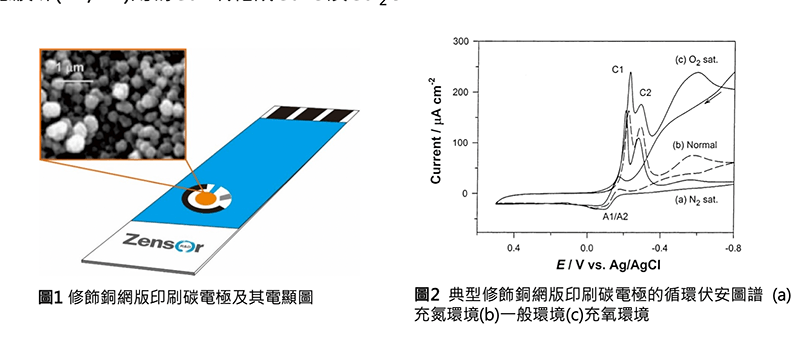 1 μm
Zensor
R&D
圖1 修飾銅網版印刷碳電極及其電顯圖
300
200
100
0
Current / μA cm-2
C1
C2
(c) O2 sat.
(b) Normal
(a) N2 sat.
A1/A2
0.4
0.0
-0.4
-0.8
E / V vs. Ag/AgCl
圖2 典型修飾銅網版印刷碳電極的循環伏安圖譜 (a)
充氮環境(b)一般環境(c)充氧環境